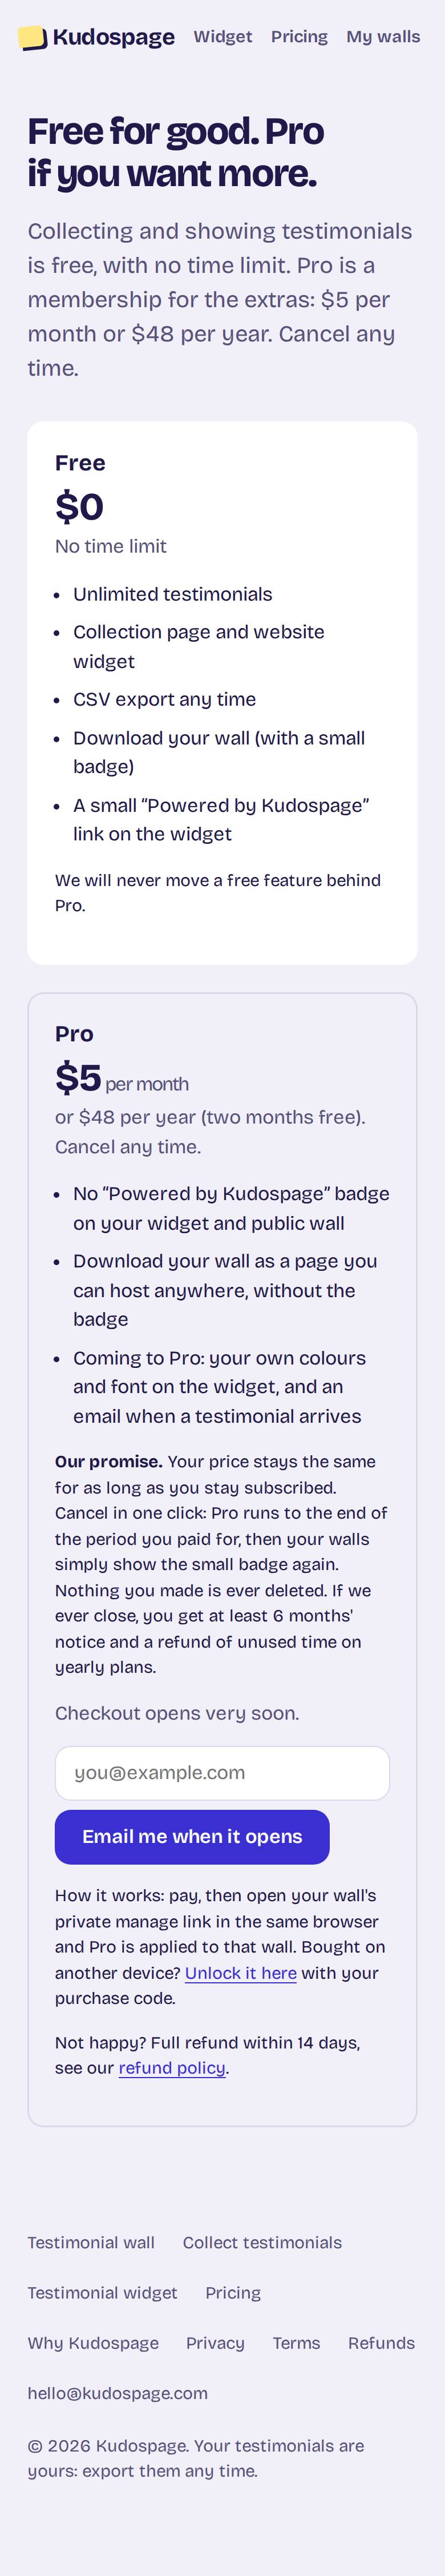 Kudospage Widget Pricing My walls
Free for good. Pro
if you want more.
Collecting and showing testimonials
is free, with no time limit. Pro is a
membership for the extras: $5 per
month or $48 per year. Cancel any
time.
Free
$0
No time limit
• Unlimited testimonials
• Collection page and website
widget
• CSV export any time
• Download your wall (with a small
badge)
• A small “Powered by Kudospage”
link on the widget
We will never move a free feature behind
Pro.
Pro
$5 per month
or $48 per year (two months free).
Cancel any time.
• No “Powered by Kudospage” badge
on your widget and public wall
• Download your wall as a page you
can host anywhere, without the
badge
• Coming to Pro: your own colours
and font on the widget, and an
email when a testimonial arrives
Our promise. Your price stays the same
for as long as you stay subscribed.
Cancel in one click: Pro runs to the end of
the period you paid for, then your walls
simply show the small badge again.
Nothing you made is ever deleted. If we
ever close, you get at least 6 months'
notice and a refund of unused time on
yearly plans.
Checkout opens very soon.
you@example.com
Email me when it opens
How it works: pay, then open your wall's
private manage link in the same browser
and Pro is applied to that wall. Bought on
another device? Unlock it here with your
purchase code.
Not happy? Full refund within 14 days,
see our refund policy.
Testimonial wall Collect testimonials
Testimonial widget Pricing
Why Kudospage Privacy Terms Refunds
hello@kudospage.com
© 2026 Kudospage. Your testimonials are
yours: export them any time.